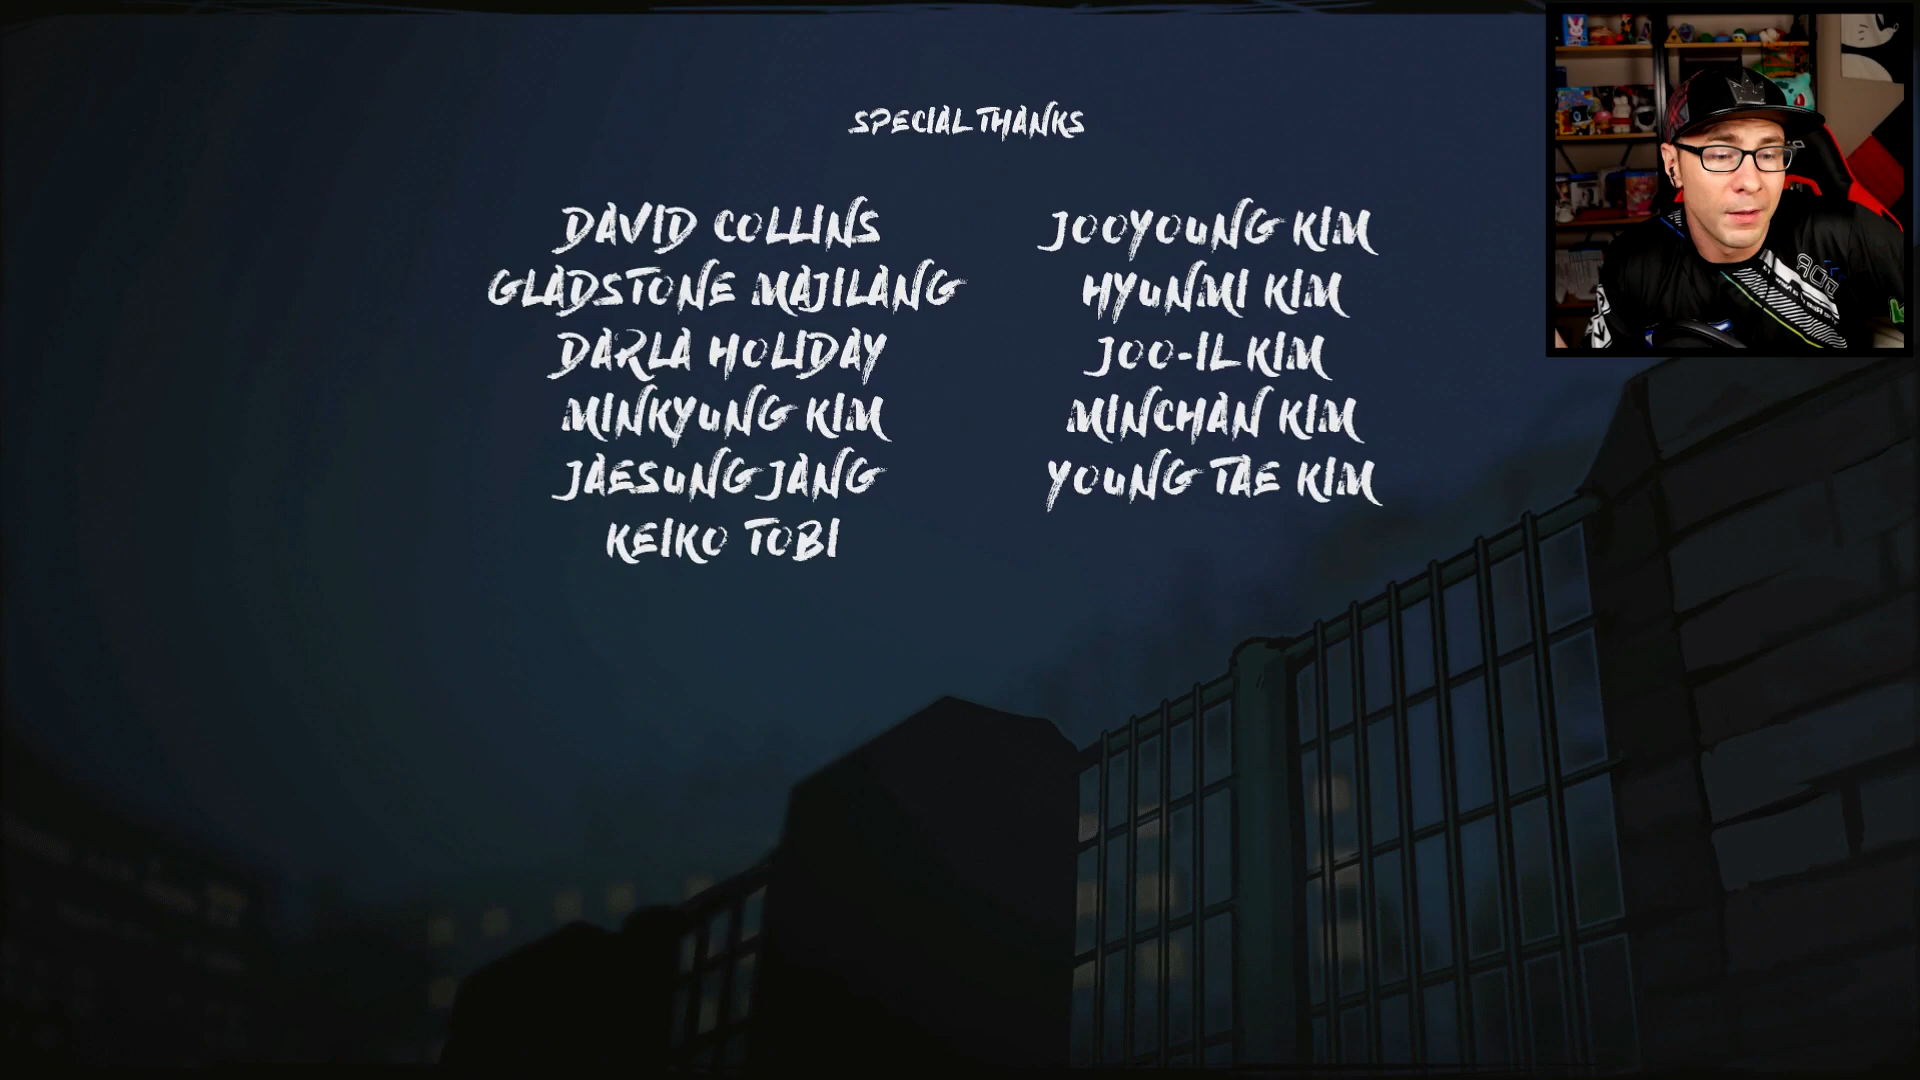 SPECIAL THANKS
DAVID COLLINS
GLADSTONE MAJILANG
DARLA HOLIDAY
MINKYUNG KIM
JAESUNG JANG
KEIKO TOBI
JOOYOUNG KIM
HYUNMI KIM
JOO-IL KIM
MINCHAN KIM
YOUNG TAE KIM